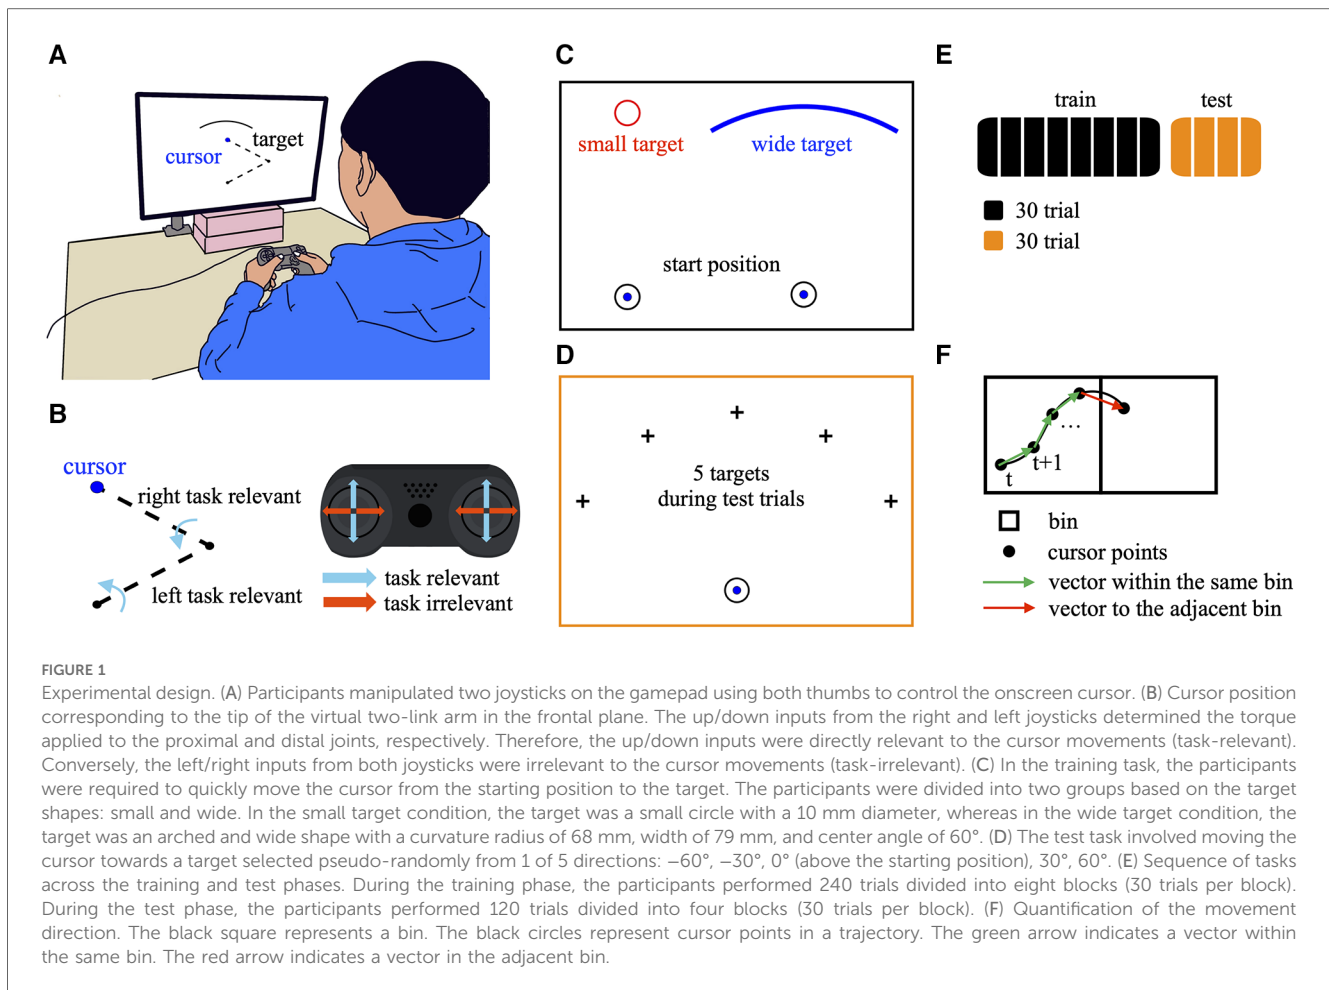 A
cursor
target
B
cursor
right task relevant
left task relevant
task relevant
task irrelevant
C
small target
wide target
start position
D
5 targets
during test trials
E
train
test
30 trial
30 trial
F
t
t+1
...
bin
cursor points
vector within the same bin
vector to the adjacent bin
FIGURE 1
Experimental design. (A) Participants manipulated two joysticks on the gamepad using both thumbs to control the onscreen cursor. (B) Cursor position
corresponding to the tip of the virtual two-link arm in the frontal plane. The up/down inputs from the right and left joysticks determined the torque
applied to the proximal and distal joints, respectively. Therefore, the up/down inputs were directly relevant to the cursor movements (task-relevant).
Conversely, the left/right inputs from both joysticks were irrelevant to the cursor movements (task-irrelevant). (C) In the training task, the participants
were required to quickly move the cursor from the starting position to the target. The participants were divided into two groups based on the target
shapes: small and wide. In the small target condition, the target was a small circle with a 10 mm diameter, whereas in the wide target condition, the
target was an arched and wide shape with a curvature radius of 68 mm, width of 79 mm, and center angle of 60°. (D) The test task involved moving the
cursor towards a target selected pseudo-randomly from 1 of 5 directions: −60°, −30°, 0° (above the starting position), 30°, 60°. (E) Sequence of tasks
across the training and test phases. During the training phase, the participants performed 240 trials divided into eight blocks (30 trials per block).
During the test phase, the participants performed 120 trials divided into four blocks (30 trials per block). (F) Quantification of the movement
direction. The black square represents a bin. The black circles represent cursor points in a trajectory. The green arrow indicates a vector within
the same bin. The red arrow indicates a vector in the adjacent bin.